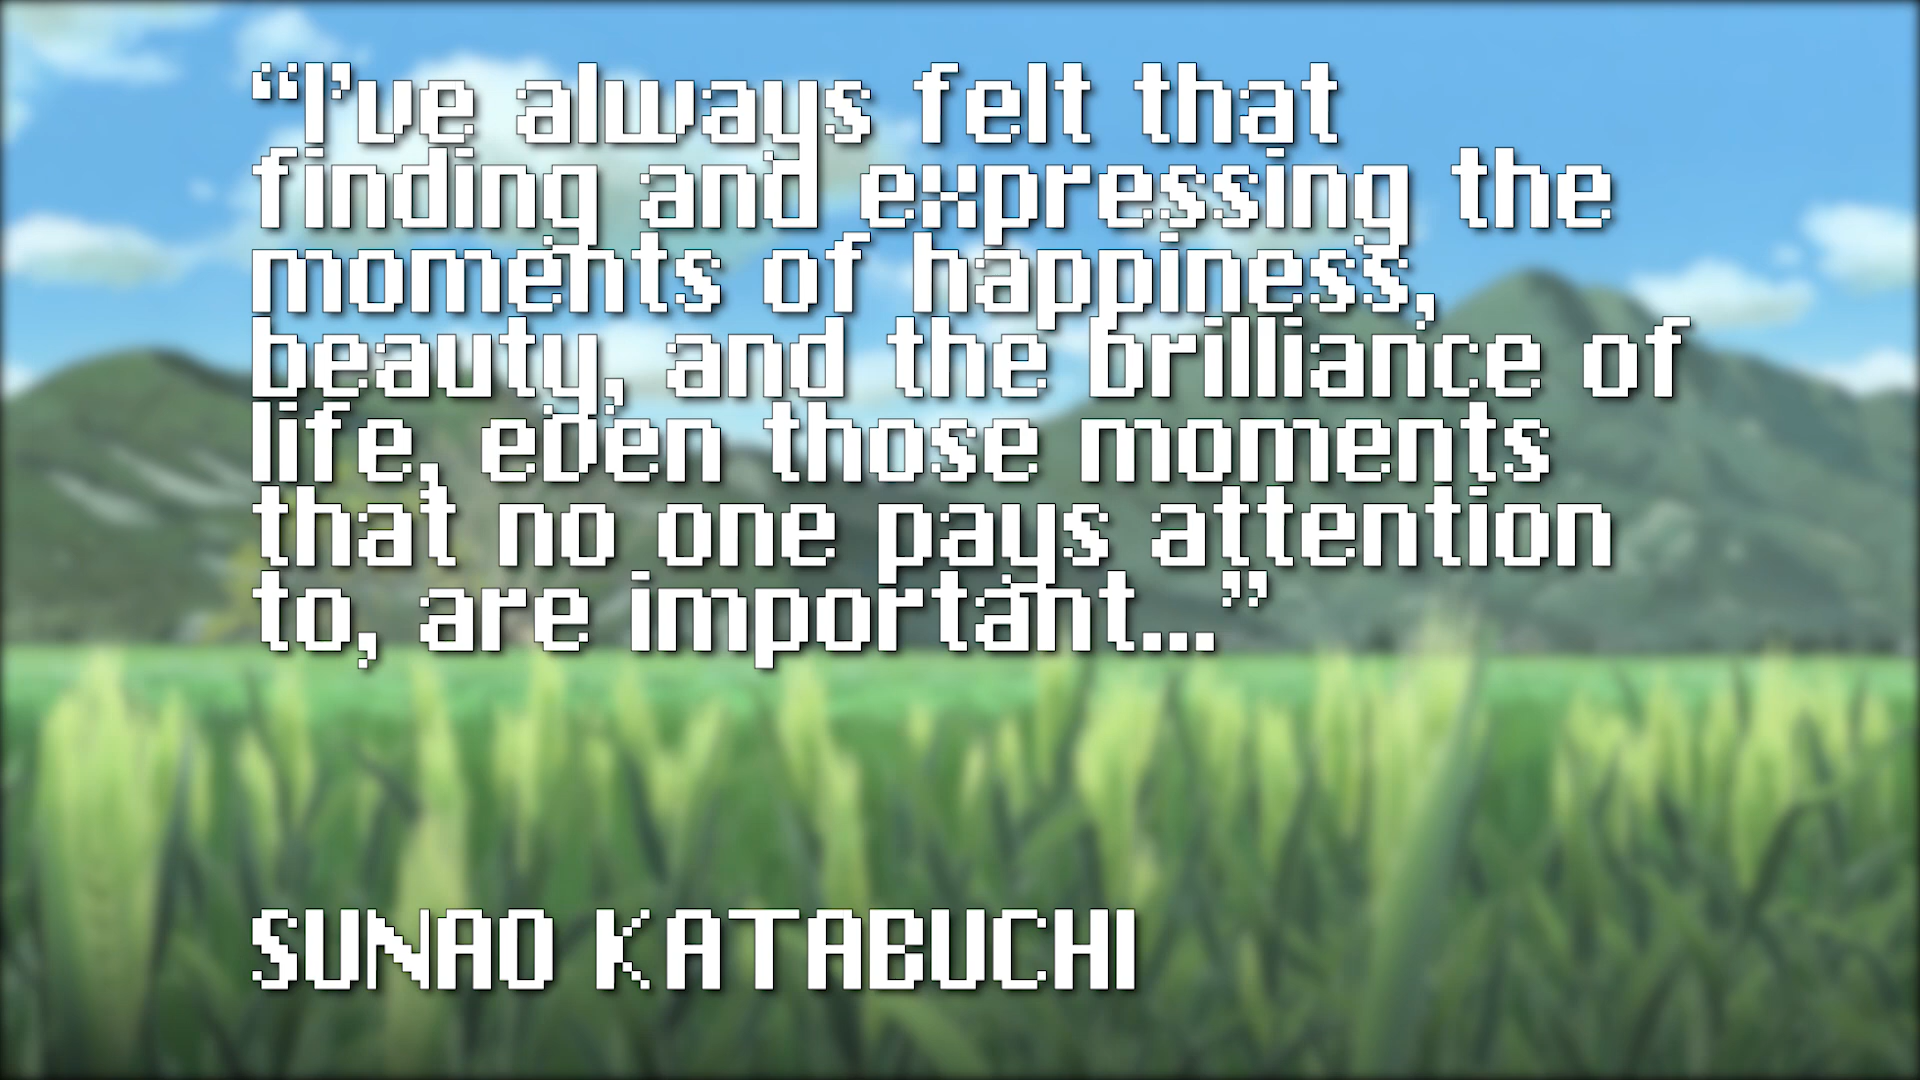 “I’ve always felt that
finding and expressing the
moments of happiness,
beauty, and the brilliance of
life, even those moments
that no one pays attention
to, are important...”
SUNAO KATABUCHI